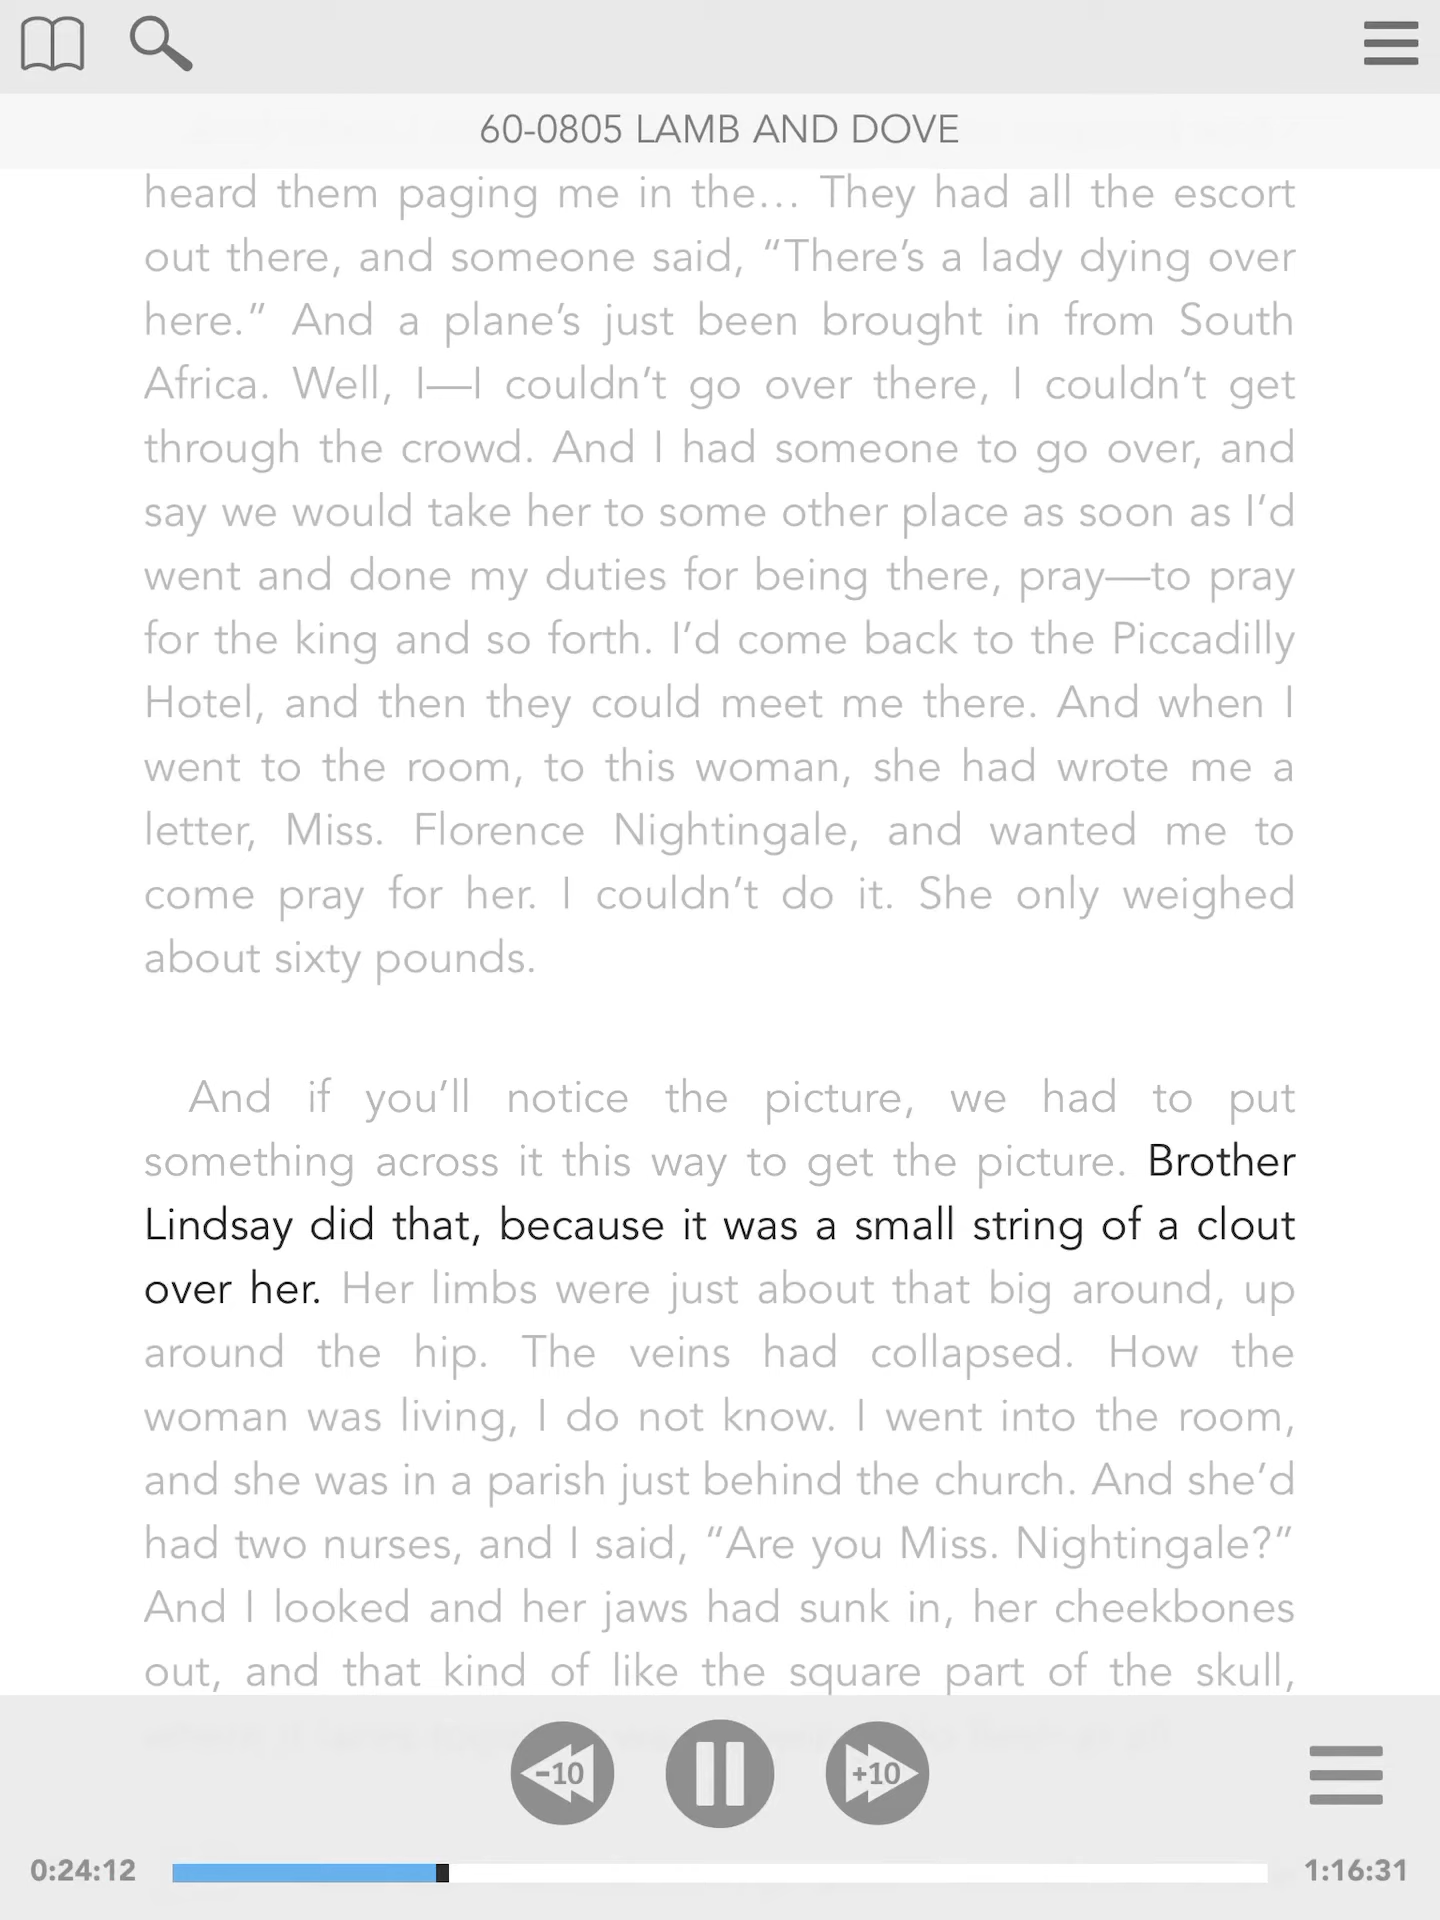 60-0805 LAMB AND DOVE
heard them paging me in the… They had all the escort
out there, and someone said, “There’s a lady dying over
here.” And a plane’s just been brought in from South
Africa. Well, I—I couldn’t go over there, I couldn’t get
through the crowd. And I had someone to go over, and
say we would take her to some other place as soon as I’d
went and done my duties for being there, pray—to pray
for the king and so forth. I’d come back to the Piccadilly
Hotel, and then they could meet me there. And when I
went to the room, to this woman, she had wrote me a
letter, Miss. Florence Nightingale, and wanted me to
come pray for her. I couldn’t do it. She only weighed
about sixty pounds.
And if you’ll notice the picture, we had to put
something across it this way to get the picture. Brother
Lindsay did that, because it was a small string of a clout
over her. Her limbs were just about that big around, up
around the hip. The veins had collapsed. How the
woman was living, I do not know. I went into the room,
and she was in a parish just behind the church. And she’d
had two nurses, and I said, “Are you Miss. Nightingale?”
And I looked and her jaws had sunk in, her cheekbones
out, and that kind of like the square part of the skull,
-10 +10
0:24:12 1:16:31